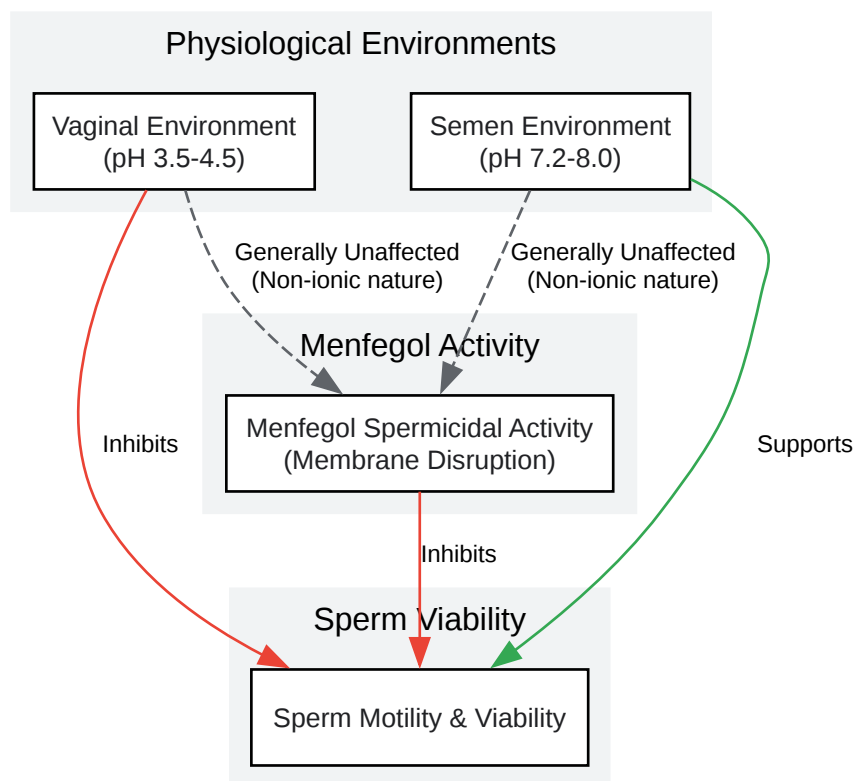 Physiological Environments
Vaginal Environment
(pH 3.5-4.5)
Semen Environment
(pH 7.2-8.0)
Generally Unaffected
(Non-ionic nature)
Generally Unaffected
(Non-ionic nature)
Menfegol Activity
Menfegol Spermicidal Activity
(Membrane Disruption)
Inhibits
Supports
Inhibits
Sperm Viability
Sperm Motility & Viability